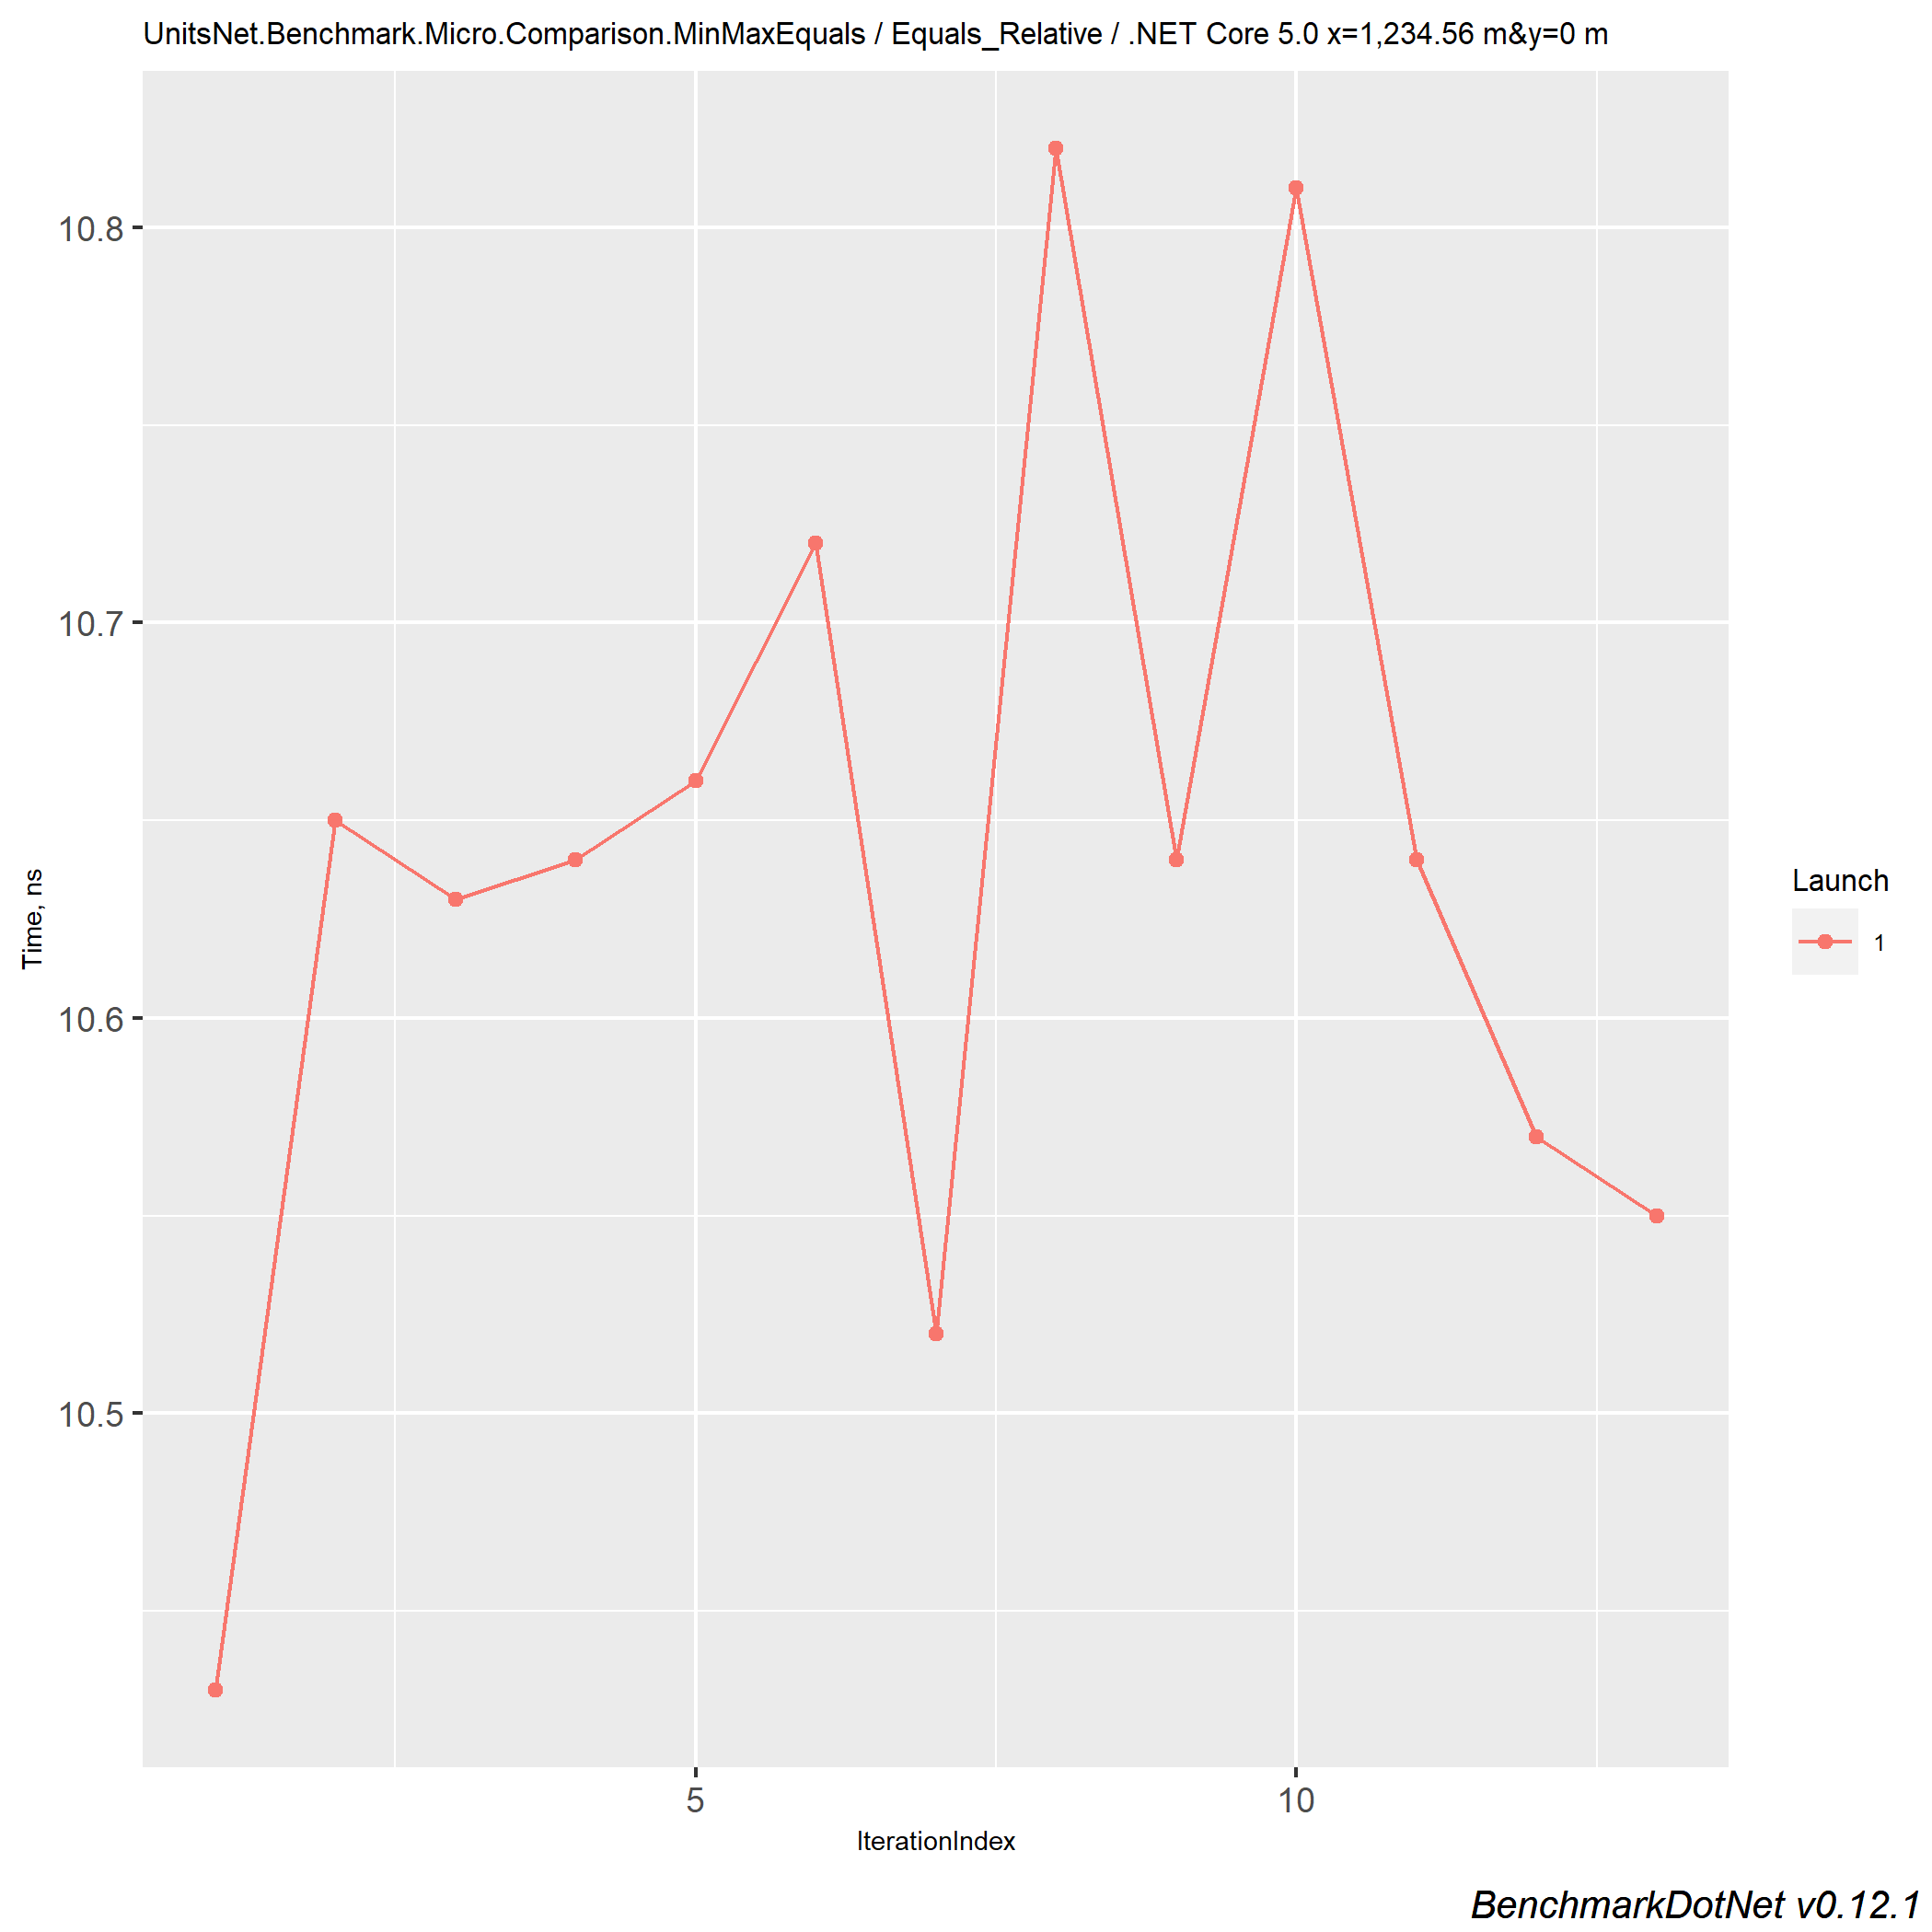 UnitsNet.Benchmark.Micro.Comparison.MinMaxEquals / Equals_Relative / .NET Core 5.0 x=1,234.56 m&y=0 m
10.8
10.7
10.6
10.5
Time, ns
5
10
IterationIndex
Launch
1
BenchmarkDotNet v0.12.1